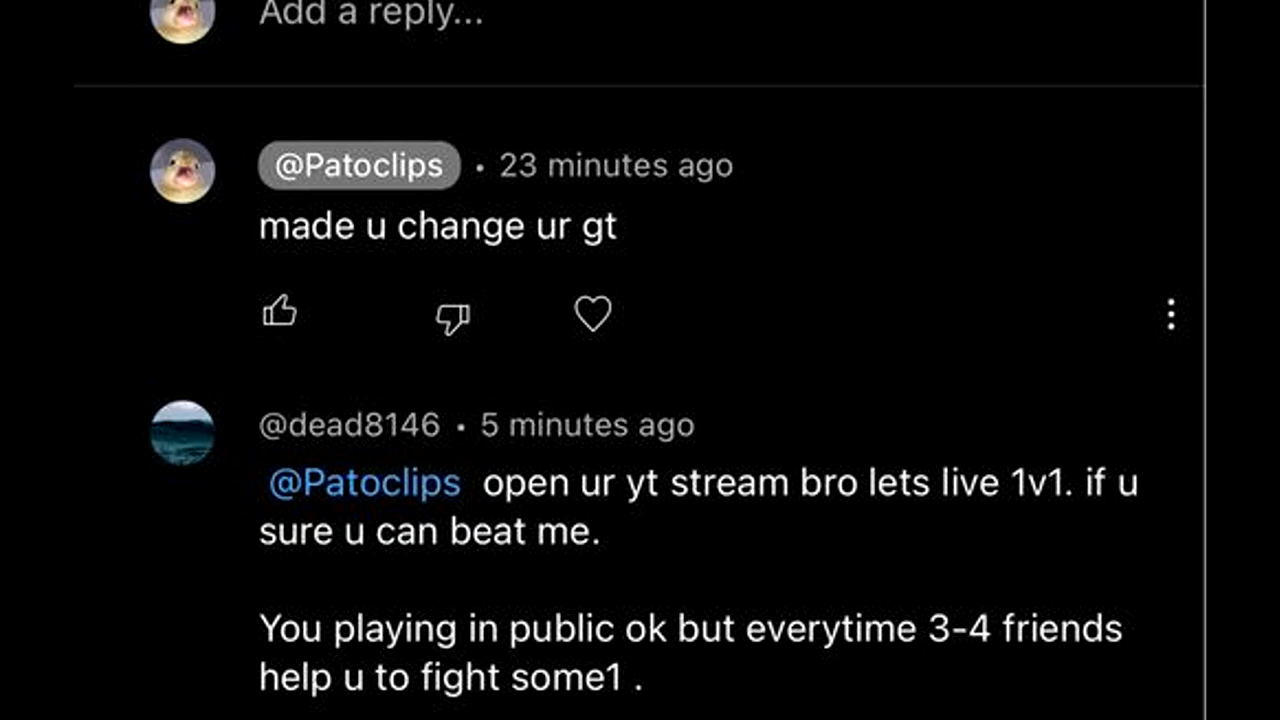 Add a reply...
@Patoclips • 23 minutes ago
made u change ur gt
@dead8146 • 5 minutes ago
@Patoclips open ur yt stream bro lets live 1v1. if u
sure u can beat me.
You playing in public ok but everytime 3-4 friends
help u to fight some1 .